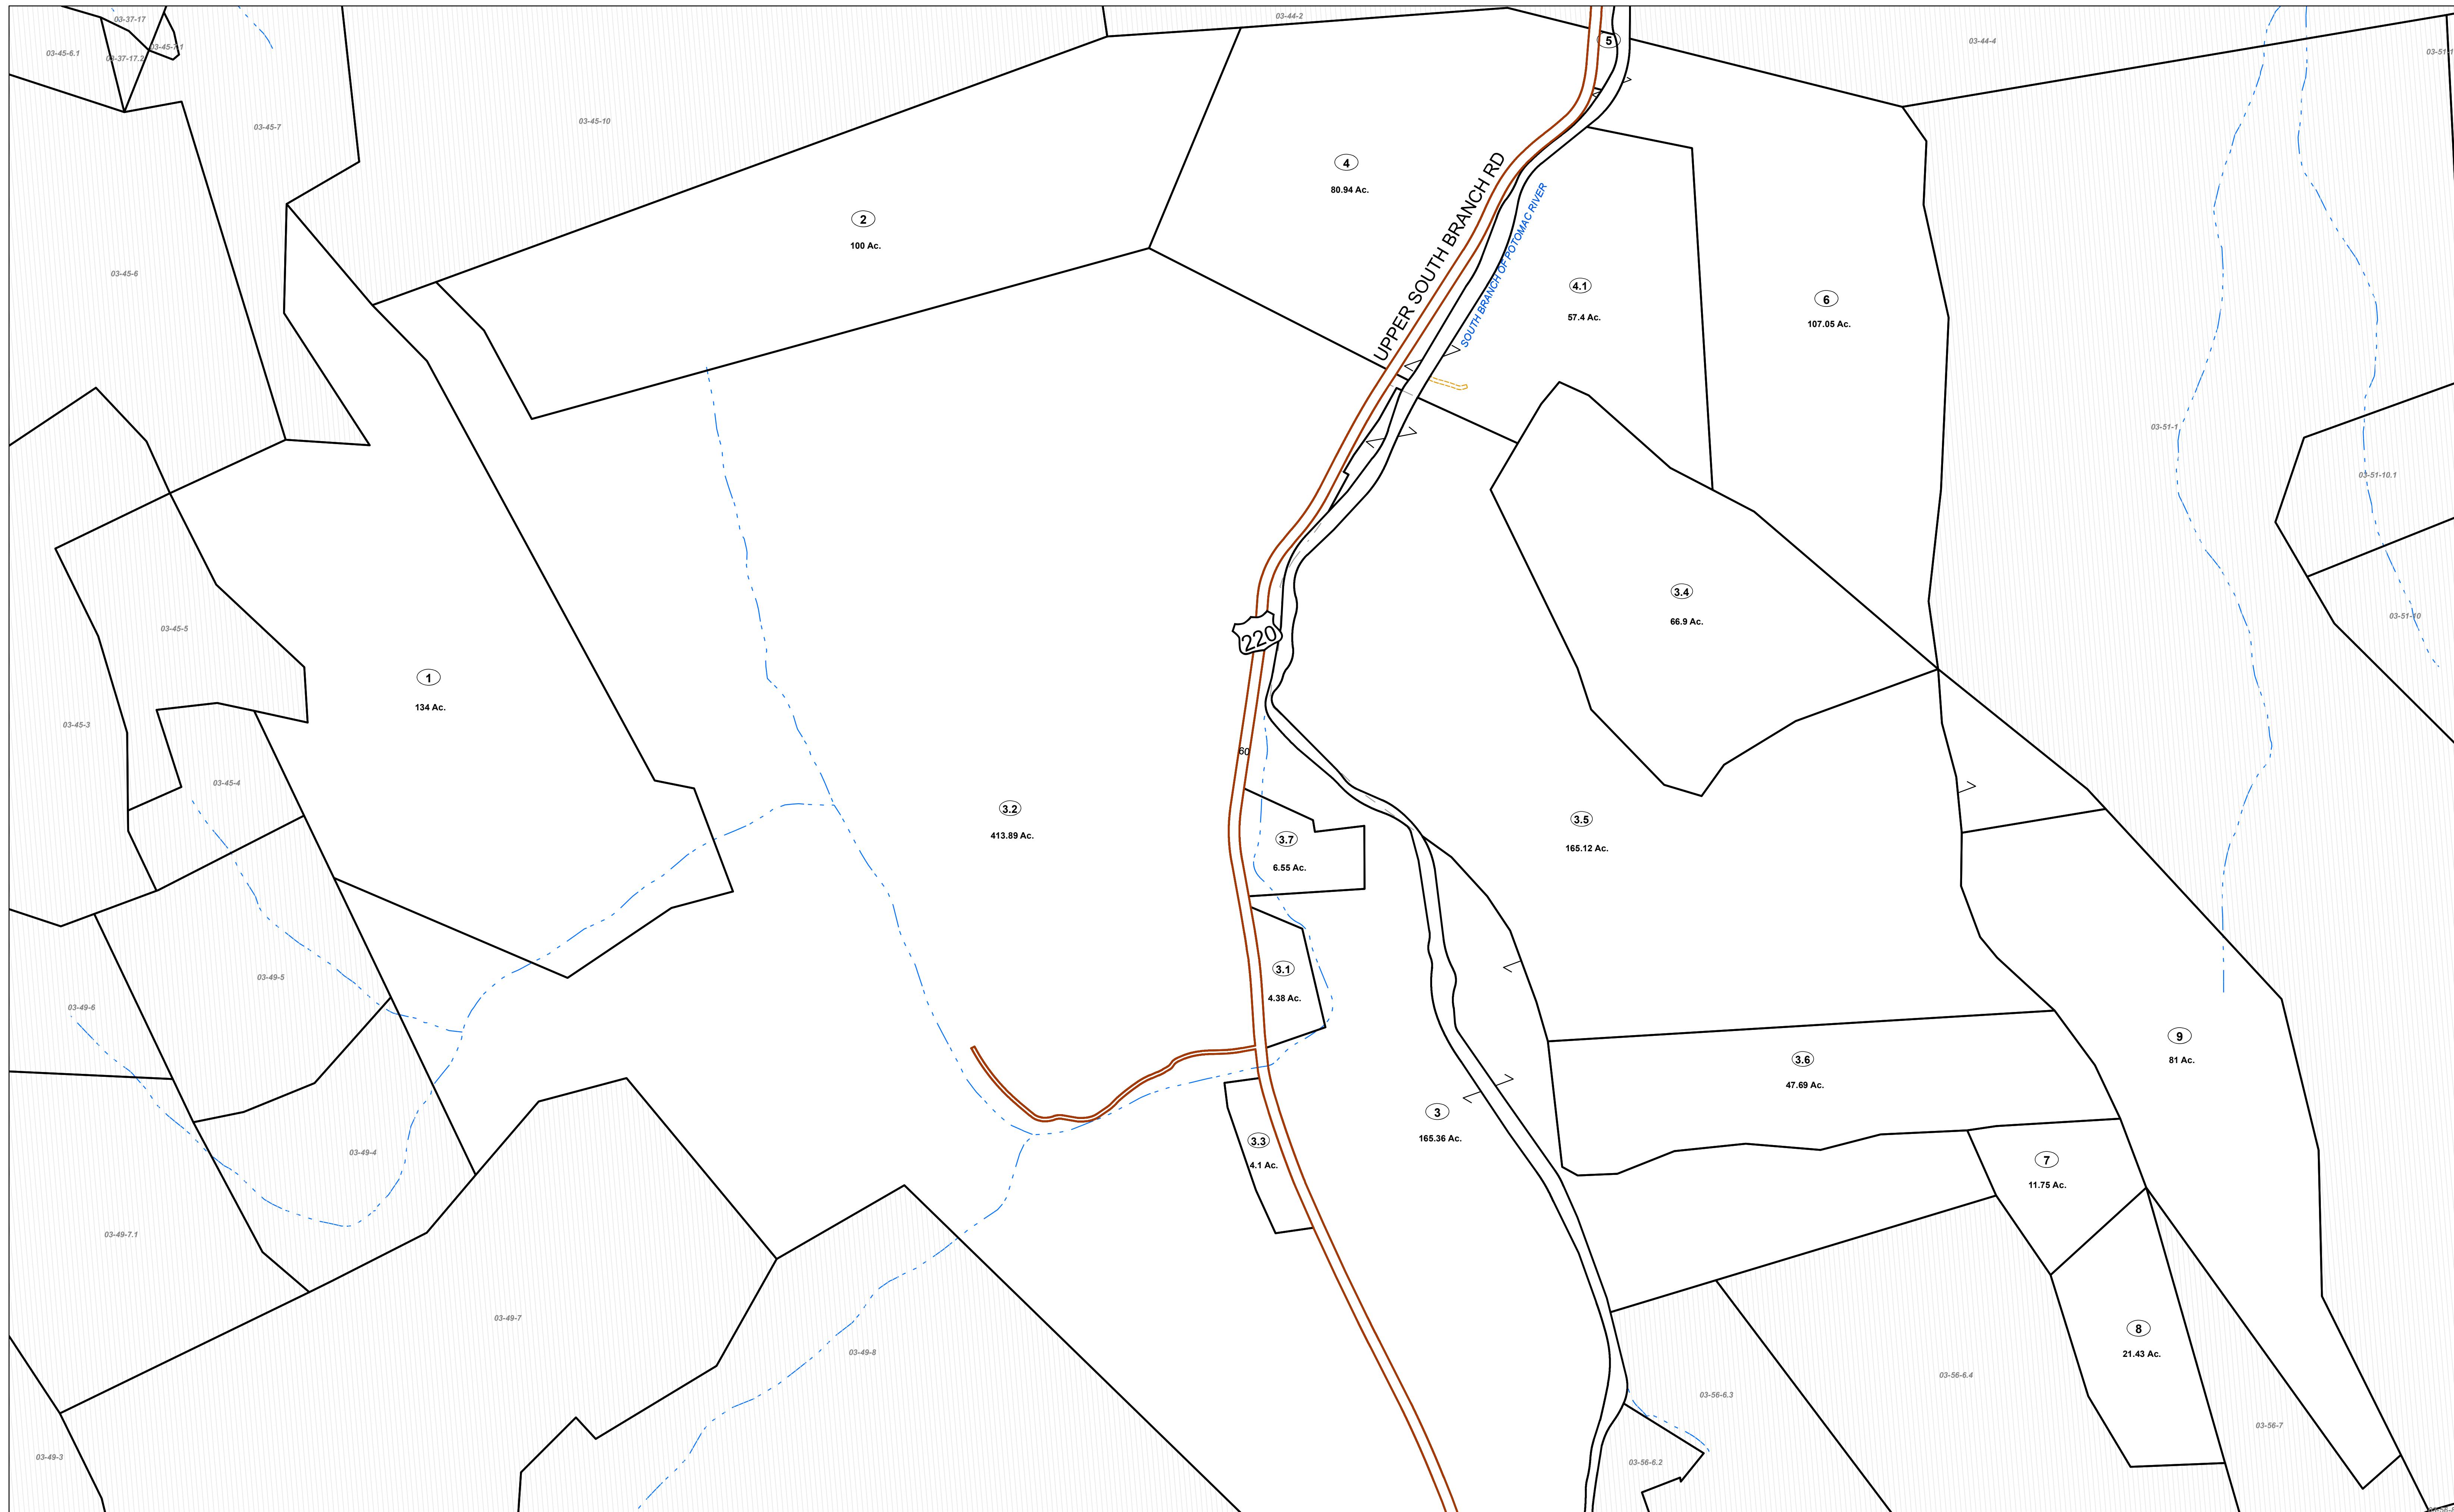 03-37-17
03-44-2
5
03-44-4
03-45-6.1
03-45-7.1
03-37-17.2
03-45-10
03-45-7
4
80.94 Ac.
UPPER SOUTH BRANCH RD
SOUTH BRANCH OF POTOMAC RIVER
2
100 Ac.
03-45-6
4.1
57.4 Ac.
6
107.05 Ac.
03-51-1
03-51-10.1
3.4
66.9 Ac.
03-51-10
03-45-5
220
1
134 Ac.
03-45-3
60
03-45-4
3.2
413.89 Ac.
3.7
6.55 Ac.
3.5
165.12 Ac.
3.1
4.38 Ac.
03-49-5
03-49-6
9
81 Ac.
3.6
47.69 Ac.
3
165.36 Ac.
3.3
4.1 Ac.
03-49-4
7
11.75 Ac.
03-49-7.1
03-49-7
03-49-8
8
21.43 Ac.
03-56-6.4
03-56-6.3
03-56-7
03-49-3
03-56-6.2